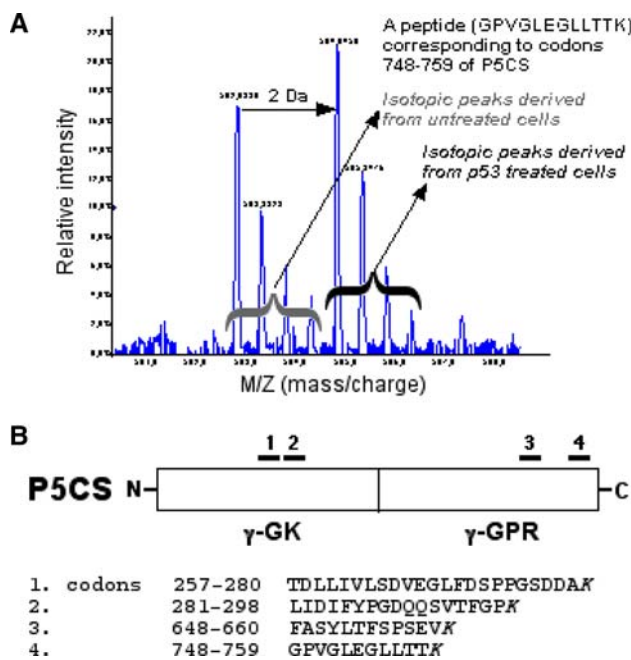 A
A peptide (GPVGLEGLLTTK)
corresponding to codons
748-759 of P5CS
2 Da
Isotopic peaks derived
from untreated cells
Isotopic peaks derived
from p53 treated cells
Relative intensity
M/Z (mass/charge)
B
1 2 3 4
P5CS N C
γ-GK γ-GPR
1. codons 257-280 TDLLIVLSDVEGLFDSPPGSDDAK
2. 281-298 LIDIFYPGDQQSVTFGPK
3. 648-660 FASYLTFSPSEVK
4. 748-759 GPVGLEGLLTTK